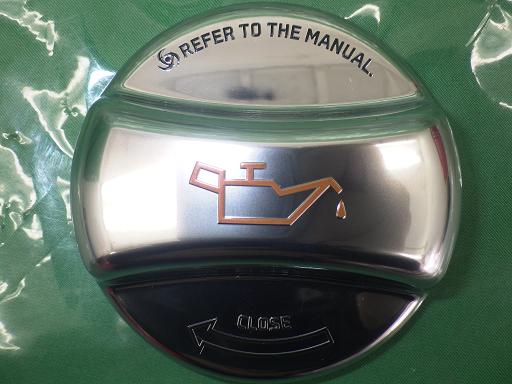 REFER TO THE MANUAL.
CLOSE